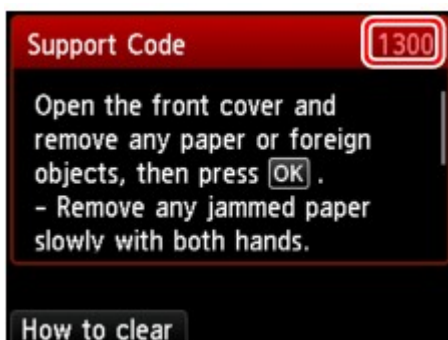 Support Code 1300
Open the front cover and
remove any paper or foreign
objects, then press OK .
- Remove any jammed paper
slowly with both hands.
How to clear